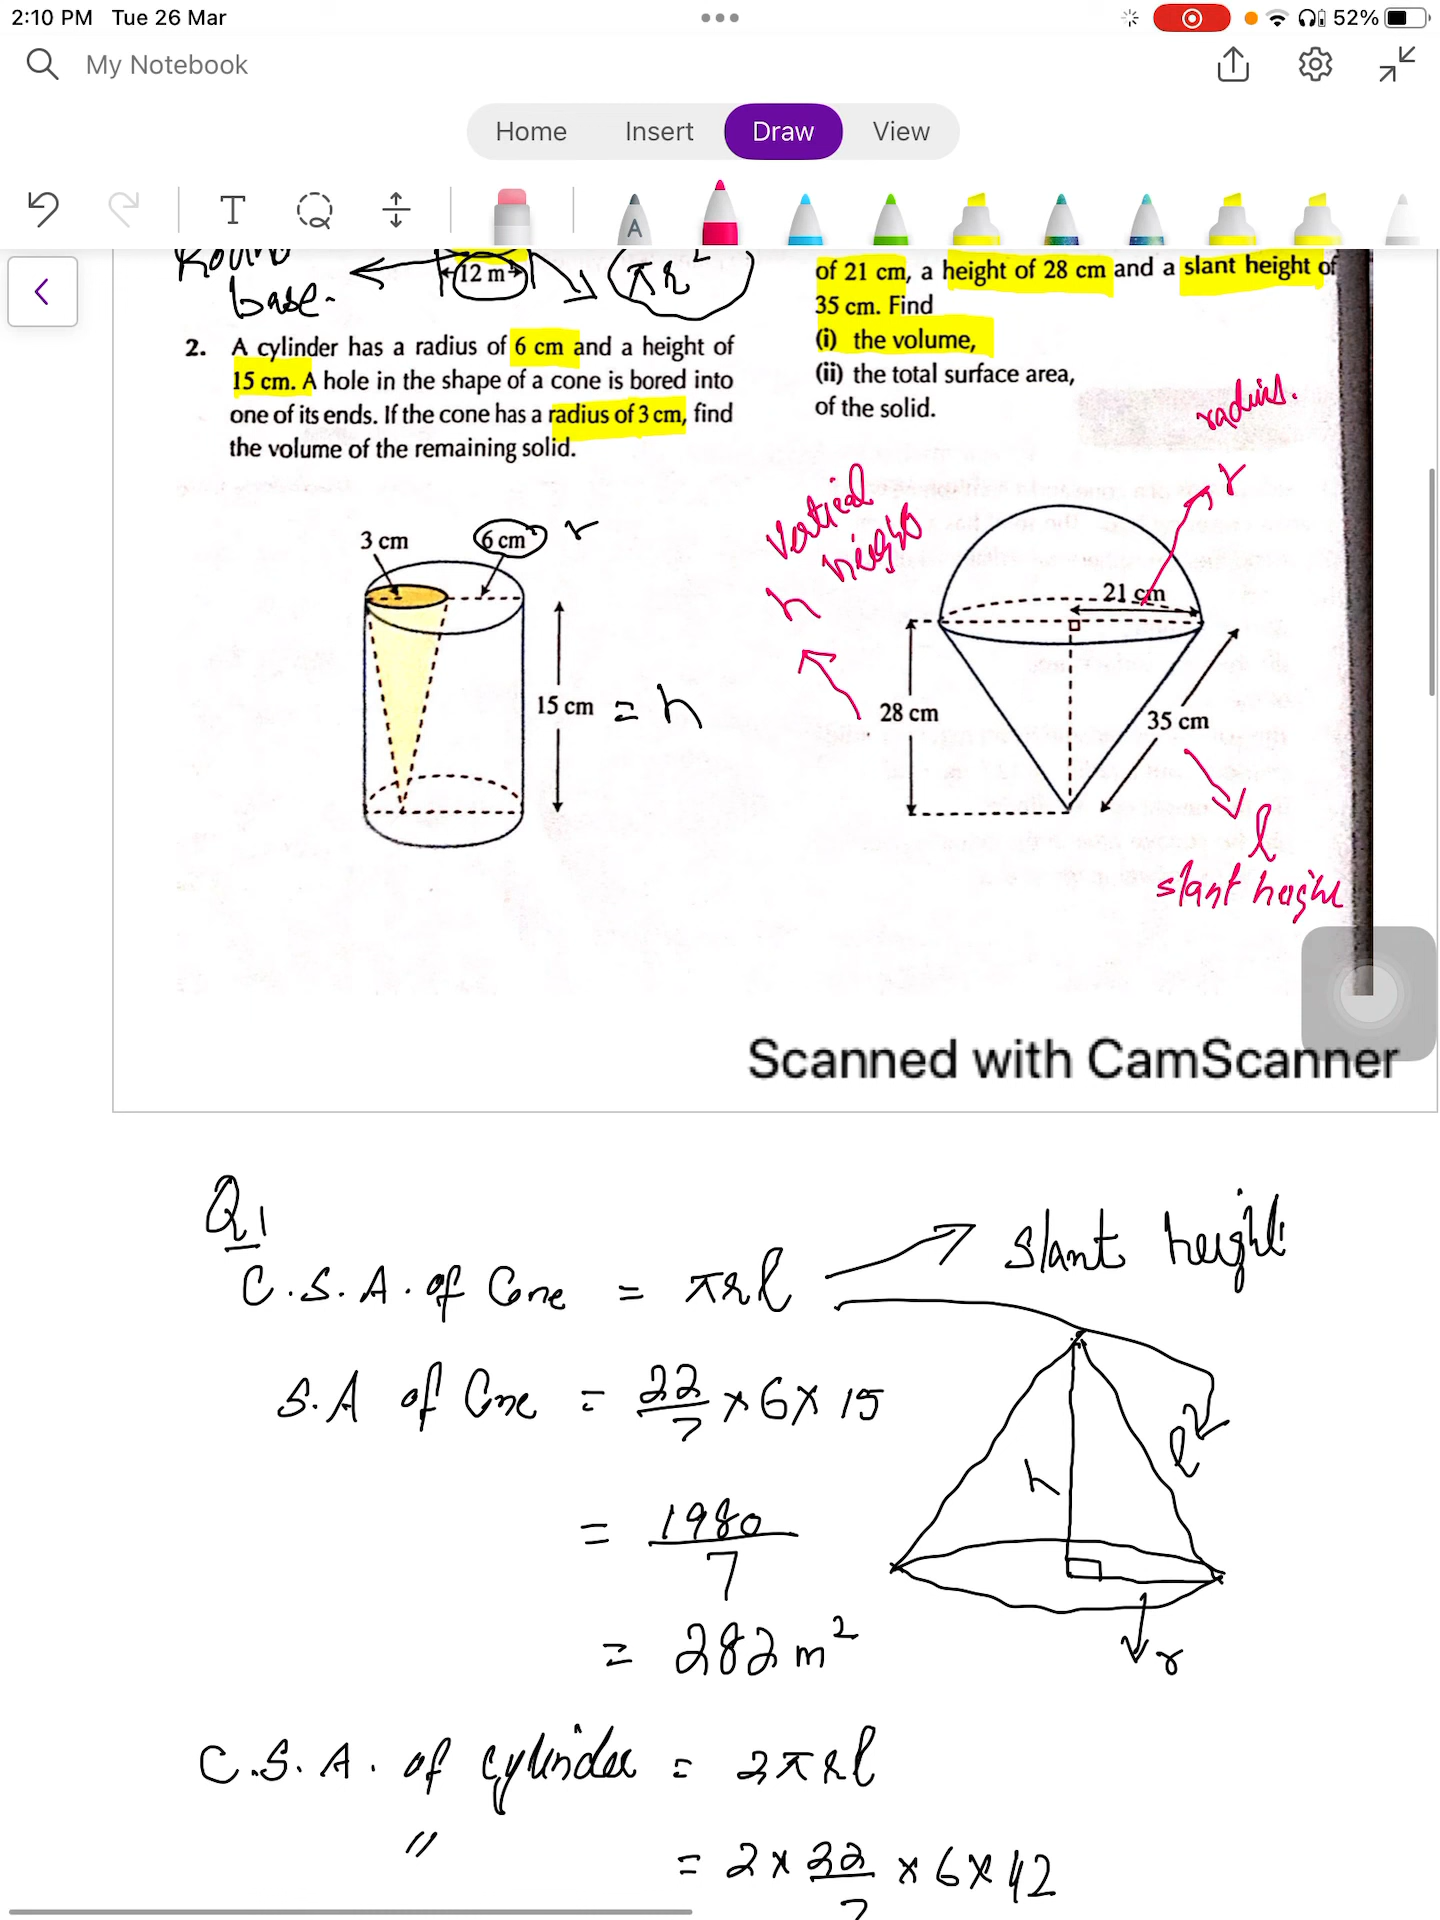 2:10 PM Tue 26 Mar
52%
My Notebook
Home Insert Draw View
T
A
Round
base-
12 m
πr²
2. A cylinder has a radius of 6 cm and a height of
15 cm. A hole in the shape of a cone is bored into
one of its ends. If the cone has a radius of 3 cm, find
the volume of the remaining solid.
3 cm
6 cm
r
15 cm
= h
of 21 cm, a height of 28 cm and a slant height of
35 cm. Find
(i) the volume,
(ii) the total surface area,
of the solid.
radius.
r
vertical
height
h
21 cm
28 cm
35 cm
l
slant height
Scanned with CamScanner
Q1
C.S.A. of Cone = πrl
slant height
S.A of Cone = 22/7 × 6 × 15
= 1980/7
= 282 m²
h
l
r
C.S.A. of cylinder = 2πrl
" = 2 × 22/7 × 6 × 42